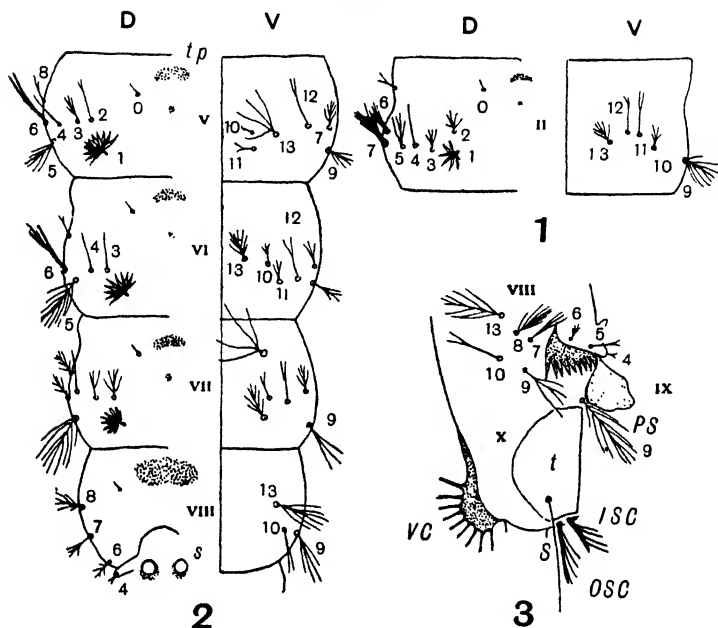 D V
t p
8 0 12
6 4 3 2 V 10 13 7
5 1 11 9
12
4 3 VI
6 13 10 11
5
VII 9
8 VIII 13
7 10 9
6 s
4
2
D V
6 0 12
II
7 5 4 3 2 1 13 11 10
9
1
VIII
13 6 5
8 7 4
10 9 IX
PS
X t 9
VC S ISC
OSC
3